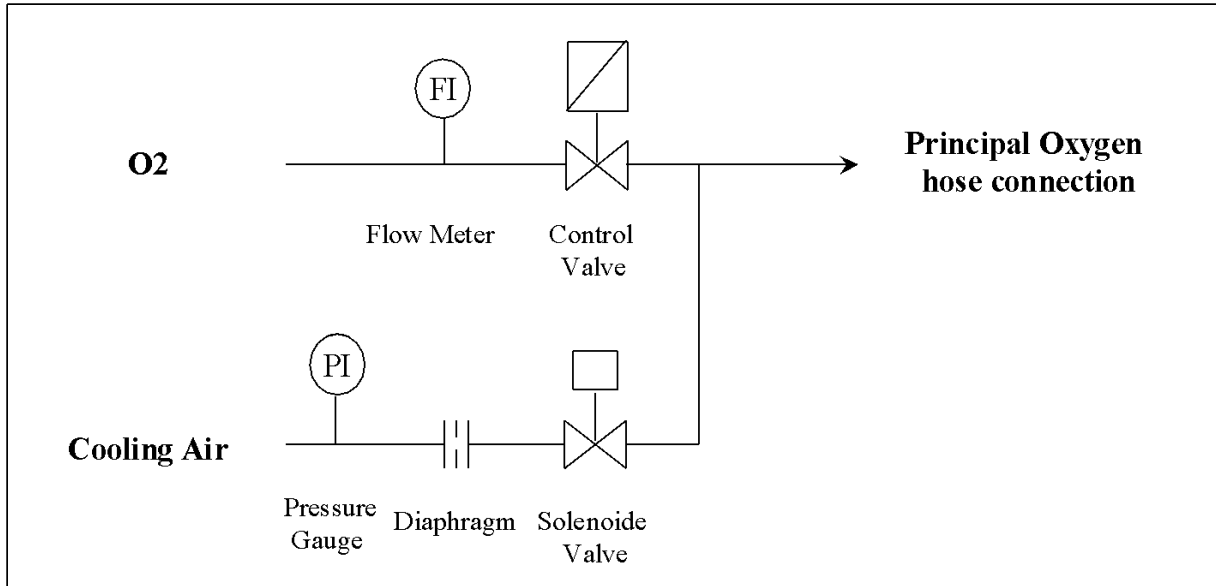 FI
O2
Principal Oxygen
hose connection
Flow Meter
Control
Valve
PI
Cooling Air
Pressure
Gauge
Diaphragm
Solenoide
Valve